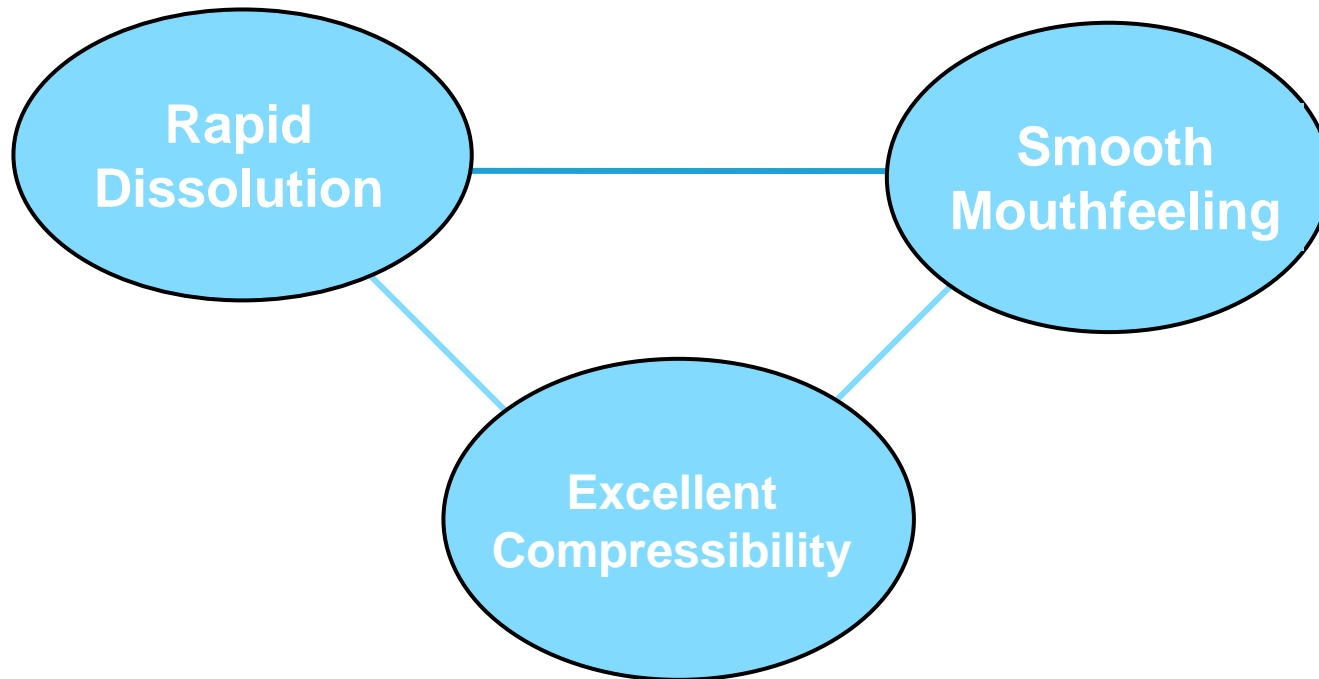 Rapid
Dissolution
Smooth
Mouthfeeling
Excellent
Compressibility